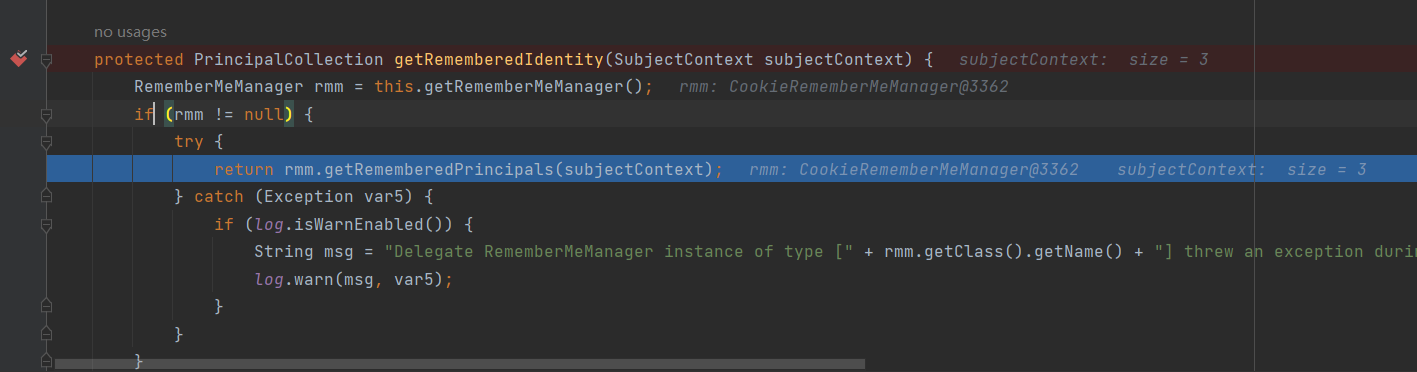 no usages
protected PrincipalCollection getRememberedIdentity(SubjectContext subjectContext) { subjectContext: size = 3
RememberMeManager rmm = this.getRememberMeManager(); rmm: CookieRememberMeManager@3362
if (rmm != null) {
try {
return rmm.getRememberedPrincipals(subjectContext); rmm: CookieRememberMeManager@3362 subjectContext: size = 3
} catch (Exception var5) {
if (log.isWarnEnabled()) {
String msg = "Delegate RememberMeManager instance of type [" + rmm.getClass().getName() + "] threw an exception durin
log.warn(msg, var5);
}
}
}